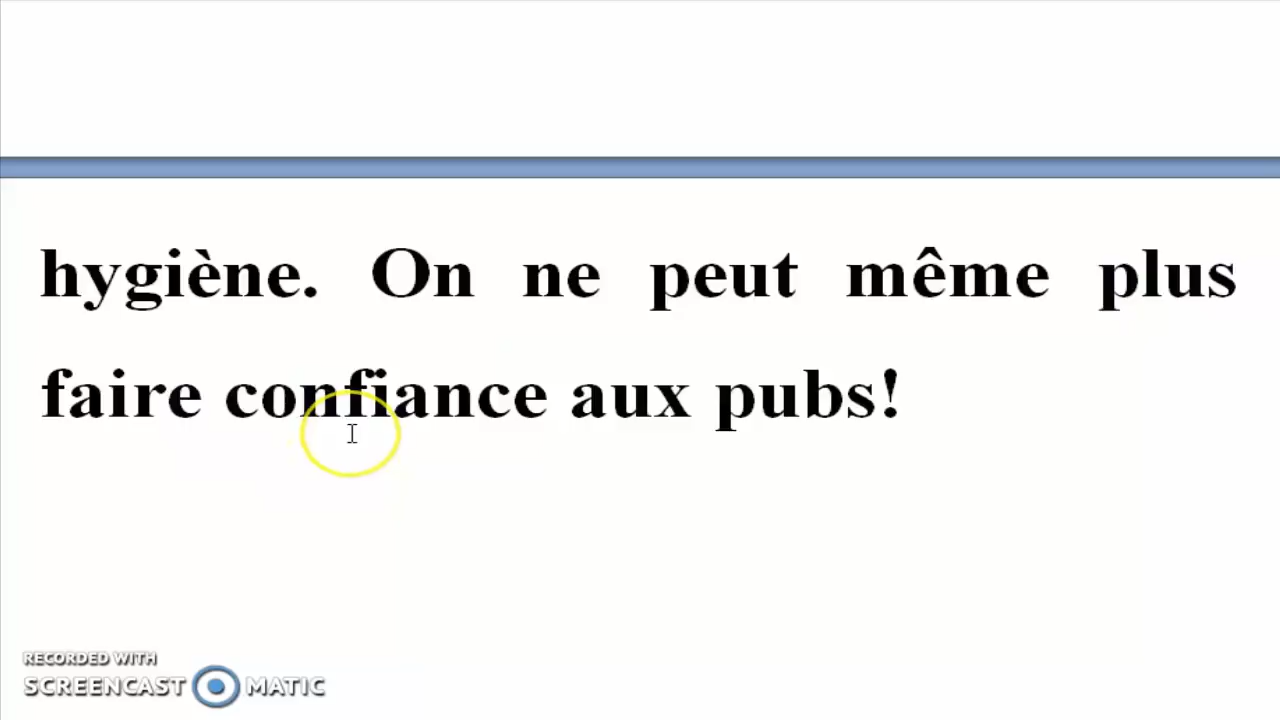 hygiène. On ne peut même plus
faire confiance aux pubs!
RECORDED WITH
SCREENCAST MATIC